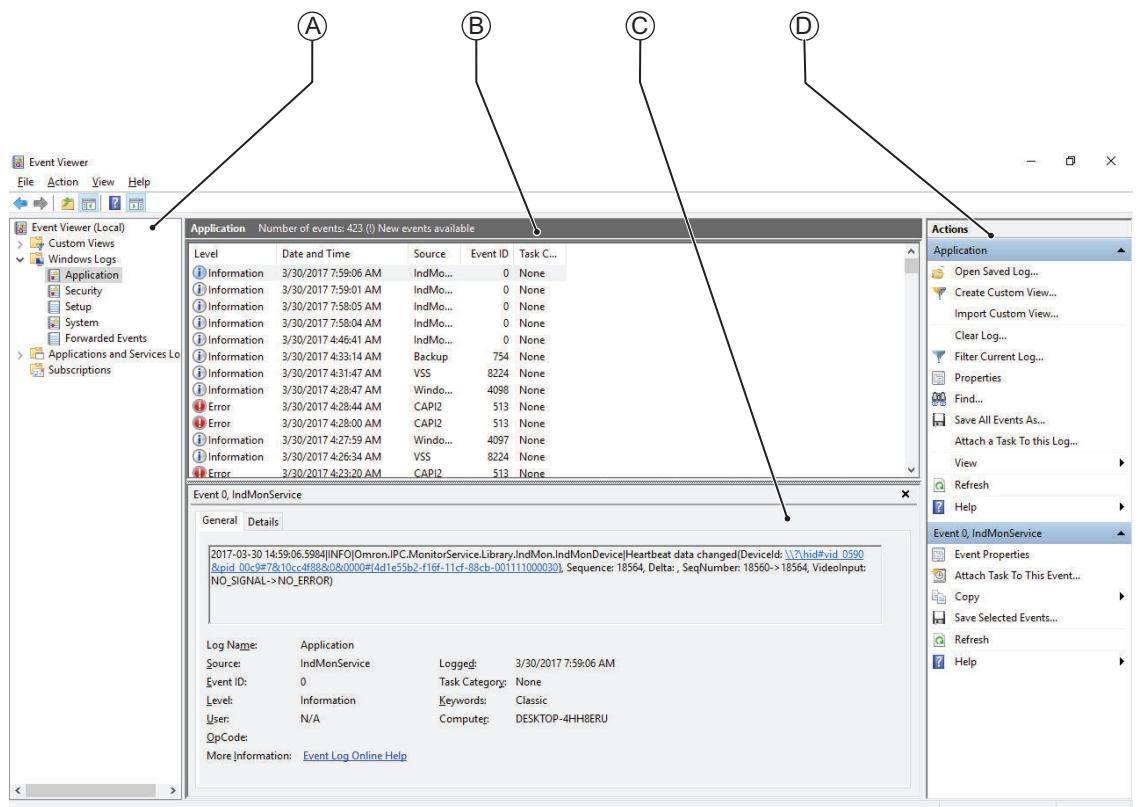 A B C D
Event Viewer
File Action View Help
Event Viewer (Local)
Custom Views
Windows Logs
Application
Security
Setup
System
Forwarded Events
Applications and Services Lo
Subscriptions
Application Number of events: 423 (!) New events available
Level Date and Time Source Event ID Task C...
Information 3/30/2017 7:59:06 AM IndMo... 0 None
Information 3/30/2017 7:59:01 AM IndMo... 0 None
Information 3/30/2017 7:58:05 AM IndMo... 0 None
Information 3/30/2017 7:58:04 AM IndMo... 0 None
Information 3/30/2017 4:46:41 AM IndMo... 0 None
Information 3/30/2017 4:33:14 AM Backup 754 None
Information 3/30/2017 4:31:47 AM VSS 8224 None
Information 3/30/2017 4:28:47 AM Windo... 4098 None
Error 3/30/2017 4:28:44 AM CAPI2 513 None
Error 3/30/2017 4:28:00 AM CAPI2 513 None
Information 3/30/2017 4:27:59 AM Windo... 4097 None
Information 3/30/2017 4:26:34 AM VSS 8224 None
Error 3/30/2017 4:23:20 AM CAPI2 513 None
Event 0, IndMonService
General Details
2017-03-30 14:59:06.5984|INFO|Omron.IPC.MonitorService.Library.IndMon.IndMonDevice|Heartbeat data changed(DeviceId: \\?\hid#vid_0590
&pid_00c9#7&10cc4f88&0&0000#{4d1e55b2-f16f-11cf-88cb-001111000030}, Sequence: 18564, Delta: , SeqNumber: 18560->18564, VideoInput:
NO_SIGNAL->NO_ERROR)
Log Name: Application
Source: IndMonService Logged: 3/30/2017 7:59:06 AM
Event ID: 0 Task Category: None
Level: Information Keywords: Classic
User: N/A Computer: DESKTOP-4HH8ERU
OpCode:
More Information: Event Log Online Help
Actions
Application
Open Saved Log...
Create Custom View...
Import Custom View...
Clear Log...
Filter Current Log...
Properties
Find...
Save All Events As...
Attach a Task To this Log...
View
Refresh
Help
Event 0, IndMonService
Event Properties
Attach Task To This Event...
Copy
Save Selected Events...
Refresh
Help